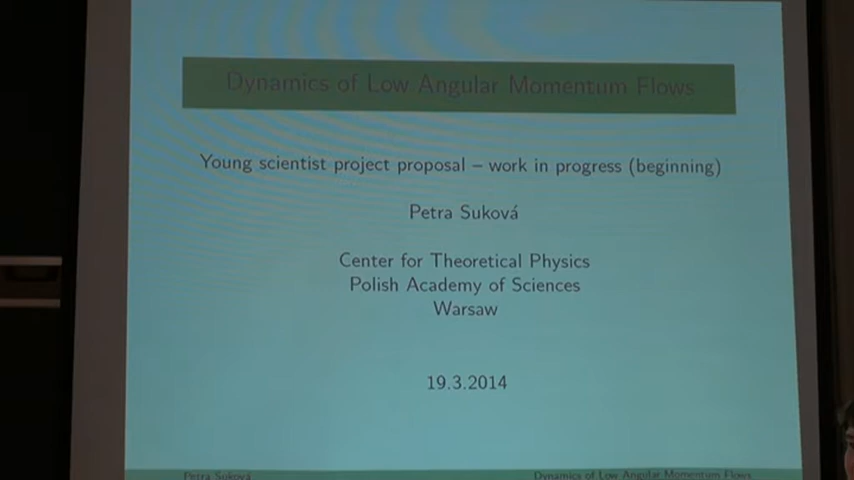 Dynamics of Low Angular Momentum Flows
Young scientist project proposal – work in progress (beginning)
Petra Suková
Center for Theoretical Physics
Polish Academy of Sciences
Warsaw
19.3.2014
Petra Suková Dynamics of Low Angular Momentum Flows